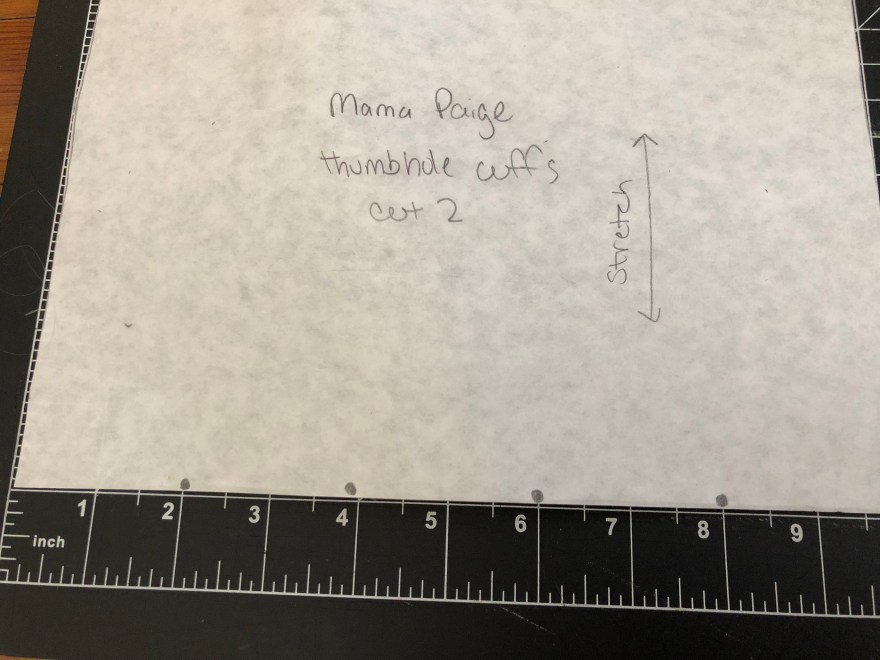 Mama Paige
thumbhole cuffs
cut 2
Stretch
1 2 3 4 5 6 7 8 9
inch